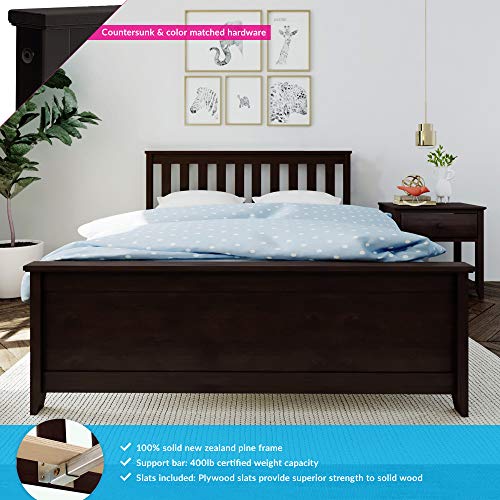 Countersunk & color matched hardware
100% solid new zealand pine frame
Support bar: 400lb certified weight capacity
Slats included: Plywood slats provide superior strength to solid wood